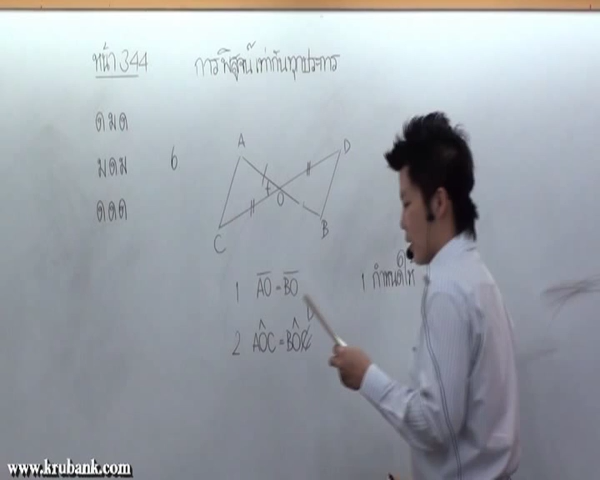 หน้า 344
การพิสูจน์เท่ากันทุกประการ
ด ม ด
ม ด ม
ด ด ด
6
A
D
O
C
B
1 AO = BO
1 กำหนดให้
2 AÔC = BÔD
www.krubank.com